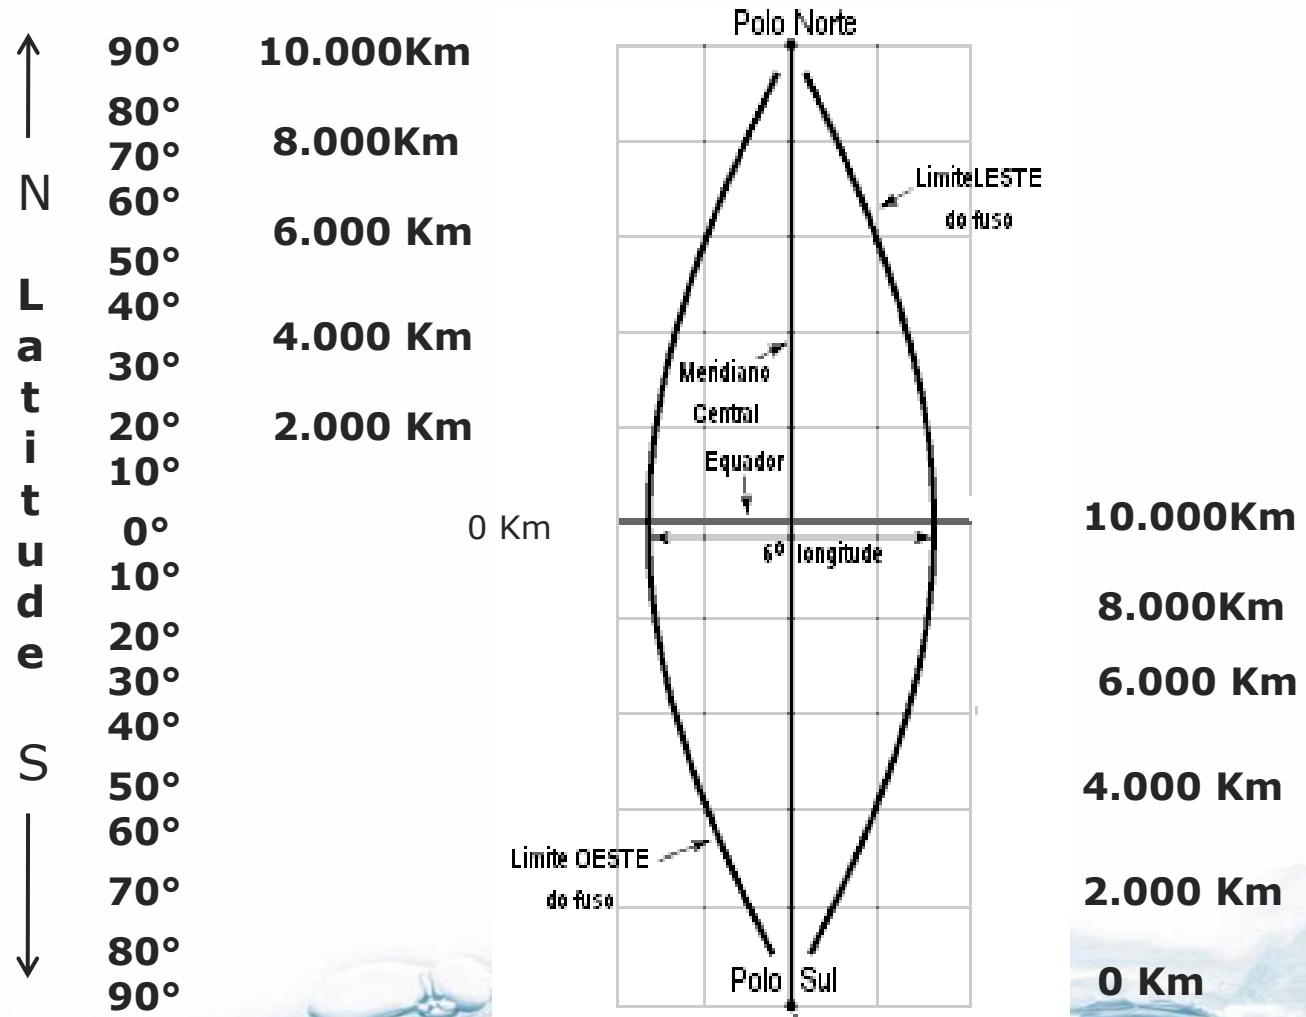 Polo Norte
90° 10.000Km
80°
8.000Km
70°
N
LimiteLESTE
60°
do fuso
6.000 Km
50°
Latitude
40°
4.000 Km
30°
Meridiano
Central
20° 2.000 Km
10°
Equador
0° 0 Km
10.000Km
6º longitude
10°
8.000Km
20°
30° 6.000 Km
40°
S
50° 4.000 Km
60°
Limite OESTE
do fuso
70° 2.000 Km
80°
Polo Sul
0 Km
90°